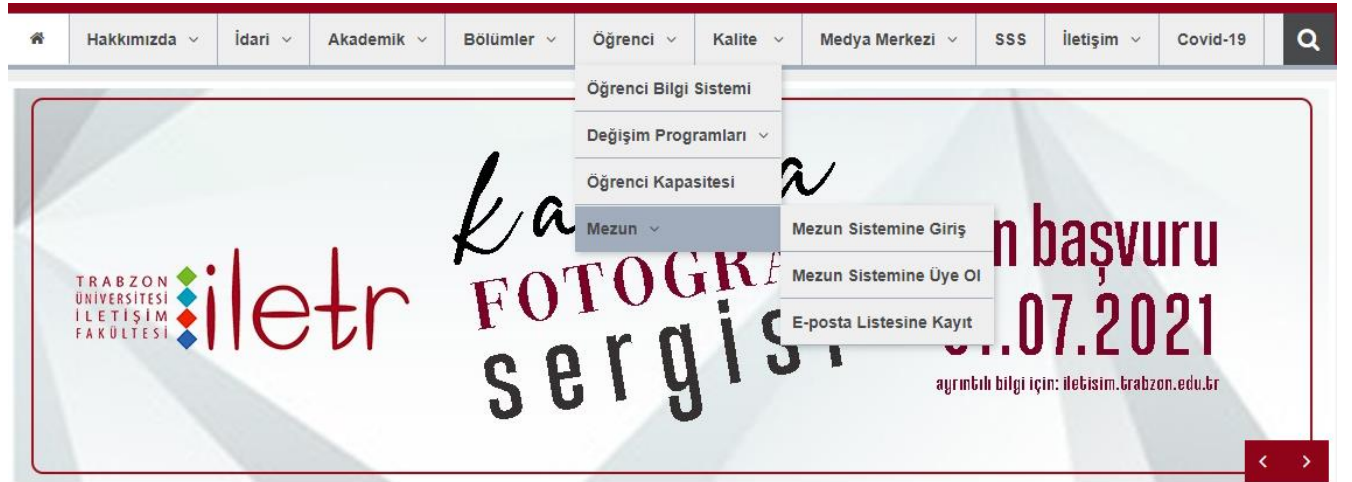 Hakkımızda İdari Akademik Bölümler Öğrenci Kalite Medya Merkezi SSS İletişim Covid-19
Öğrenci Bilgi Sistemi
Değişim Programları
Öğrenci Kapasitesi
Mezun
Mezun Sistemine Giriş
Mezun Sistemine Üye Ol
E-posta Listesine Kayıt
TRABZON
ÜNİVERSİTESİ
İLETİŞİM
FAKÜLTESİ
iletr
sergisi
başvuru
.07.2021
ayrıntılı bilgi için: iletisim.trabzon.edu.tr